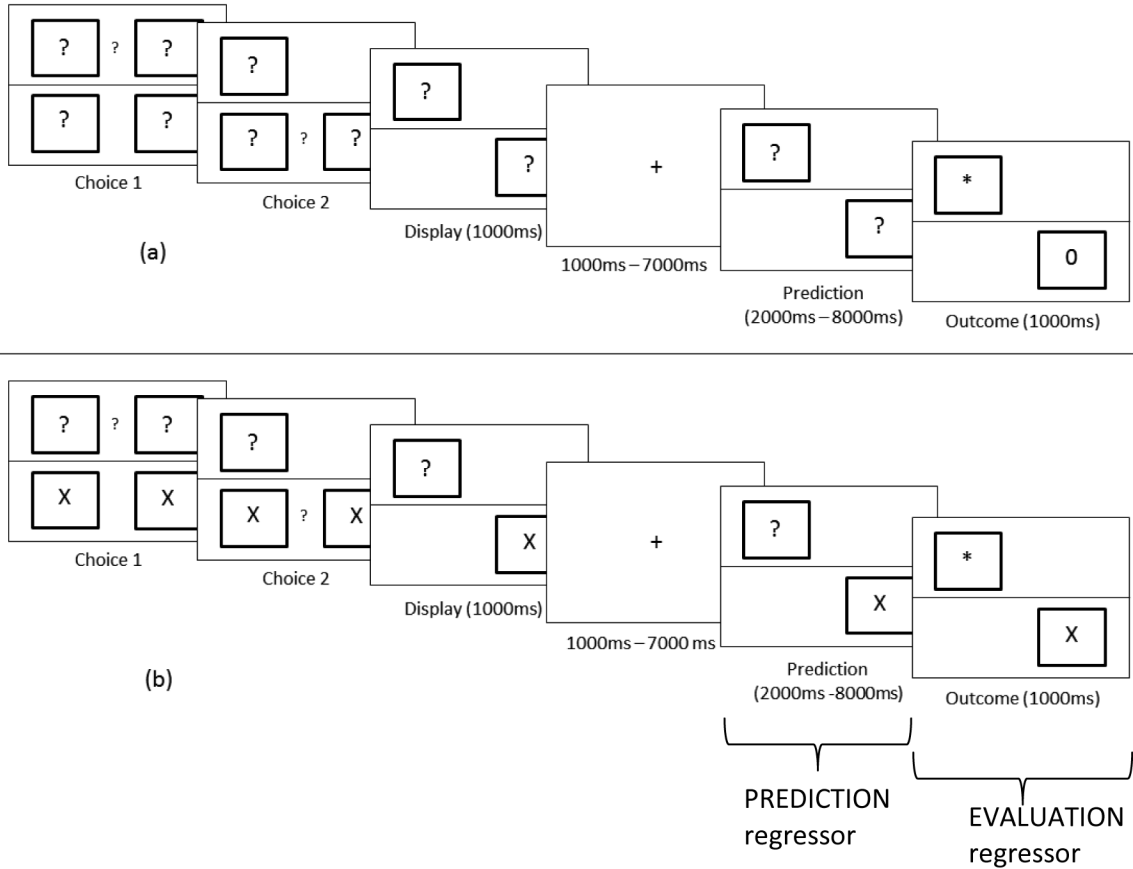 ? ? ?
? ?
Choice 1
?
? ? ?
Choice 2
?
?
Display (1000ms)
+
1000ms – 7000ms
?
?
Prediction
(2000ms – 8000ms)
*
0
Outcome (1000ms)
(a)
? ? ?
X X
Choice 1
?
X ? X
Choice 2
?
X
Display (1000ms)
+
1000ms – 7000 ms
?
X
Prediction
(2000ms -8000ms)
*
X
Outcome (1000ms)
(b)
PREDICTION
regressor
EVALUATION
regressor